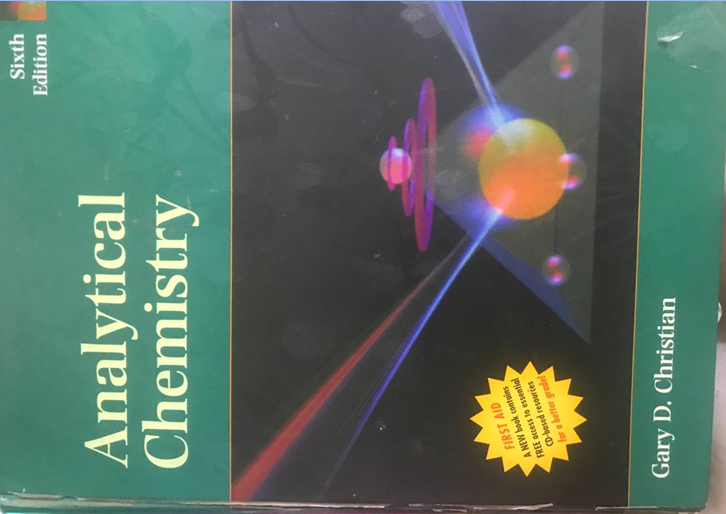 Sixth
Edition
Analytical
Chemistry
FIRST AID
A NEW book contains
FREE access to essential
CD-based resources
for a better grade!
Gary D. Christian